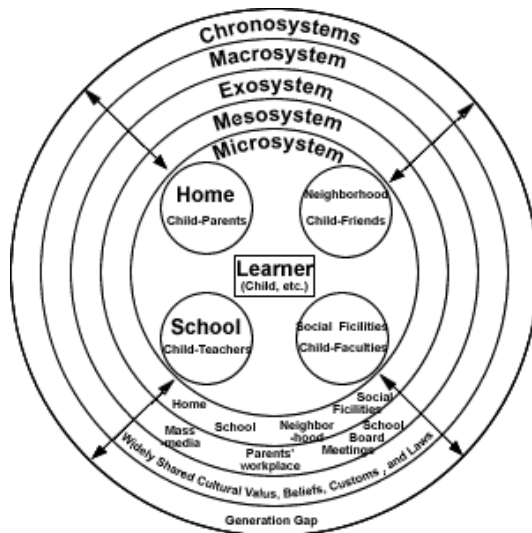 Chronosystems
Macrosystem
Exosystem
Mesosystem
Microsystem
Home
Child-Parents
Neighborhood
Child-Friends
Learner
(Child, etc.)
School
Child-Teachers
Social Ficilities
Child-Faculties
Home
School
Neighbor
-hood
Social
Ficilities
Mass
-media
Parents'
workplace
School
Board
Meetings
Widely Shared Cultural Valus, Beliefs, Customs , and Laws
Generation Gap